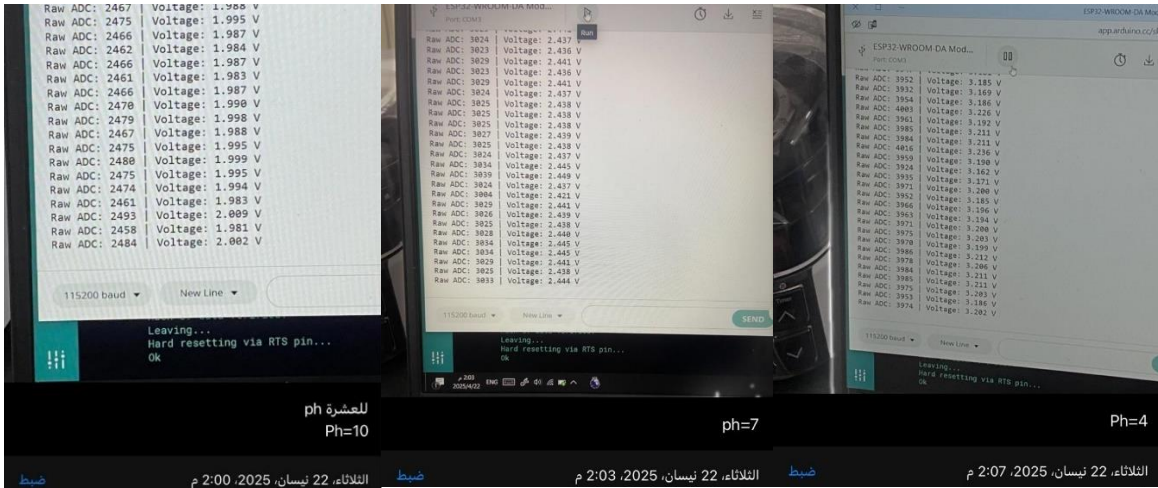 Raw ADC: 2467 | Voltage: 1.988 V
Raw ADC: 2475 | Voltage: 1.995 V
Raw ADC: 2466 | Voltage: 1.987 V
Raw ADC: 2462 | Voltage: 1.984 V
Raw ADC: 2466 | Voltage: 1.987 V
Raw ADC: 2461 | Voltage: 1.983 V
Raw ADC: 2466 | Voltage: 1.987 V
Raw ADC: 2470 | Voltage: 1.990 V
Raw ADC: 2479 | Voltage: 1.998 V
Raw ADC: 2467 | Voltage: 1.988 V
Raw ADC: 2475 | Voltage: 1.995 V
Raw ADC: 2480 | Voltage: 1.999 V
Raw ADC: 2475 | Voltage: 1.995 V
Raw ADC: 2474 | Voltage: 1.994 V
Raw ADC: 2461 | Voltage: 1.983 V
Raw ADC: 2493 | Voltage: 2.009 V
Raw ADC: 2458 | Voltage: 1.981 V
Raw ADC: 2484 | Voltage: 2.002 V
115200 baud New Line
Leaving...
Hard resetting via RTS pin...
Ok
للعشرة ph
Ph=10
الثلاثاء، 22 نيسان، 2025، 2:00 م
ضبط
ESP32-WROOM-DA Mod...
Port: COM3
Run
Raw ADC: 3024 | Voltage: 2.437 V
Raw ADC: 3023 | Voltage: 2.436 V
Raw ADC: 3029 | Voltage: 2.441 V
Raw ADC: 3023 | Voltage: 2.436 V
Raw ADC: 3029 | Voltage: 2.441 V
Raw ADC: 3024 | Voltage: 2.437 V
Raw ADC: 3025 | Voltage: 2.438 V
Raw ADC: 3025 | Voltage: 2.438 V
Raw ADC: 3025 | Voltage: 2.438 V
Raw ADC: 3027 | Voltage: 2.439 V
Raw ADC: 3025 | Voltage: 2.438 V
Raw ADC: 3024 | Voltage: 2.437 V
Raw ADC: 3034 | Voltage: 2.445 V
Raw ADC: 3039 | Voltage: 2.449 V
Raw ADC: 3024 | Voltage: 2.437 V
Raw ADC: 3004 | Voltage: 2.421 V
Raw ADC: 3029 | Voltage: 2.441 V
Raw ADC: 3026 | Voltage: 2.439 V
Raw ADC: 3025 | Voltage: 2.438 V
Raw ADC: 3028 | Voltage: 2.440 V
Raw ADC: 3034 | Voltage: 2.445 V
Raw ADC: 3034 | Voltage: 2.445 V
Raw ADC: 3029 | Voltage: 2.441 V
Raw ADC: 3025 | Voltage: 2.438 V
Raw ADC: 3033 | Voltage: 2.444 V
115200 baud New Line SEND
Leaving...
Hard resetting via RTS pin...
Ok
2:03 م
2025/4/22 ENG
ph=7
الثلاثاء، 22 نيسان، 2025، 2:03 م
ضبط
ESP32-WROOM-DA Mod
app.arduino.cc/sk
ESP32-WROOM-DA Mod...
Port: COM3
Raw ADC: 3952 | Voltage: 3.185 V
Raw ADC: 3932 | Voltage: 3.169 V
Raw ADC: 3954 | Voltage: 3.186 V
Raw ADC: 4003 | Voltage: 3.226 V
Raw ADC: 3961 | Voltage: 3.192 V
Raw ADC: 3985 | Voltage: 3.211 V
Raw ADC: 3984 | Voltage: 3.211 V
Raw ADC: 4016 | Voltage: 3.236 V
Raw ADC: 3959 | Voltage: 3.190 V
Raw ADC: 3924 | Voltage: 3.162 V
Raw ADC: 3935 | Voltage: 3.171 V
Raw ADC: 3971 | Voltage: 3.200 V
Raw ADC: 3952 | Voltage: 3.185 V
Raw ADC: 3966 | Voltage: 3.196 V
Raw ADC: 3963 | Voltage: 3.194 V
Raw ADC: 3971 | Voltage: 3.200 V
Raw ADC: 3975 | Voltage: 3.203 V
Raw ADC: 3970 | Voltage: 3.199 V
Raw ADC: 3986 | Voltage: 3.212 V
Raw ADC: 3978 | Voltage: 3.206 V
Raw ADC: 3984 | Voltage: 3.211 V
Raw ADC: 3985 | Voltage: 3.211 V
Raw ADC: 3975 | Voltage: 3.203 V
Raw ADC: 3953 | Voltage: 3.186 V
Raw ADC: 3974 | Voltage: 3.202 V
115200 baud New Line
Leaving...
Hard resetting via RTS pin...
Ok
Ph=4
الثلاثاء، 22 نيسان، 2025، 2:07 م
ضبط